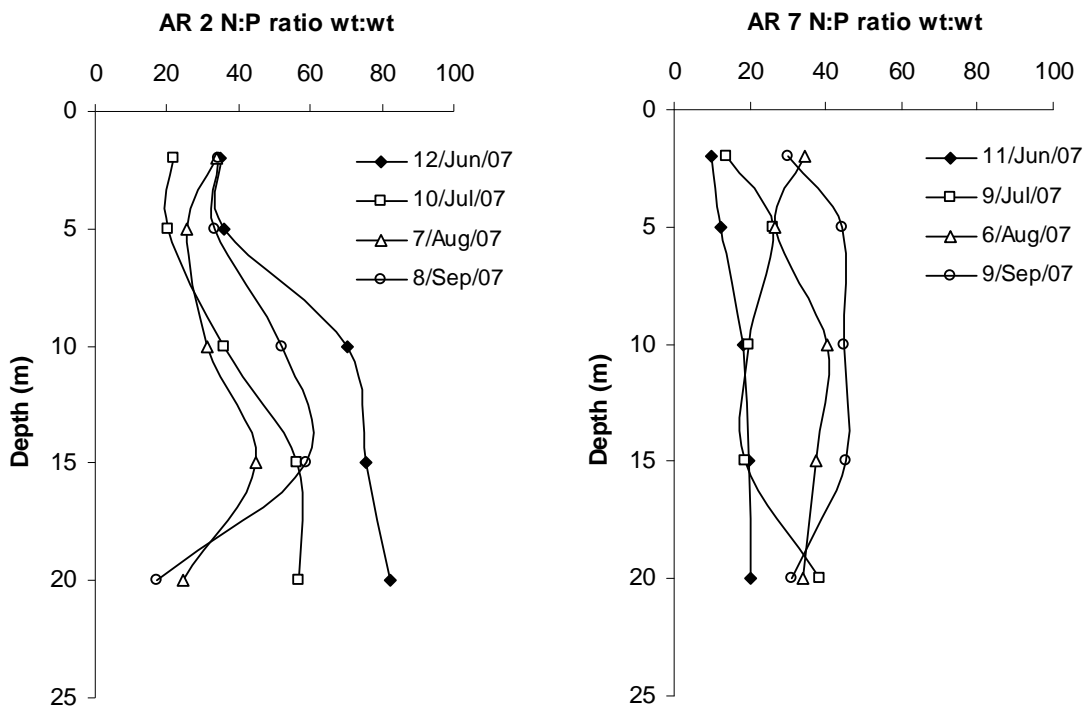 AR 2 N:P ratio wt:wt
0 20 40 60 80 100
0
5
10
15
20
25
Depth (m)
12/Jun/07
10/Jul/07
7/Aug/07
8/Sep/07
AR 7 N:P ratio wt:wt
0 20 40 60 80 100
0
5
10
15
20
25
Depth (m)
11/Jun/07
9/Jul/07
6/Aug/07
9/Sep/07